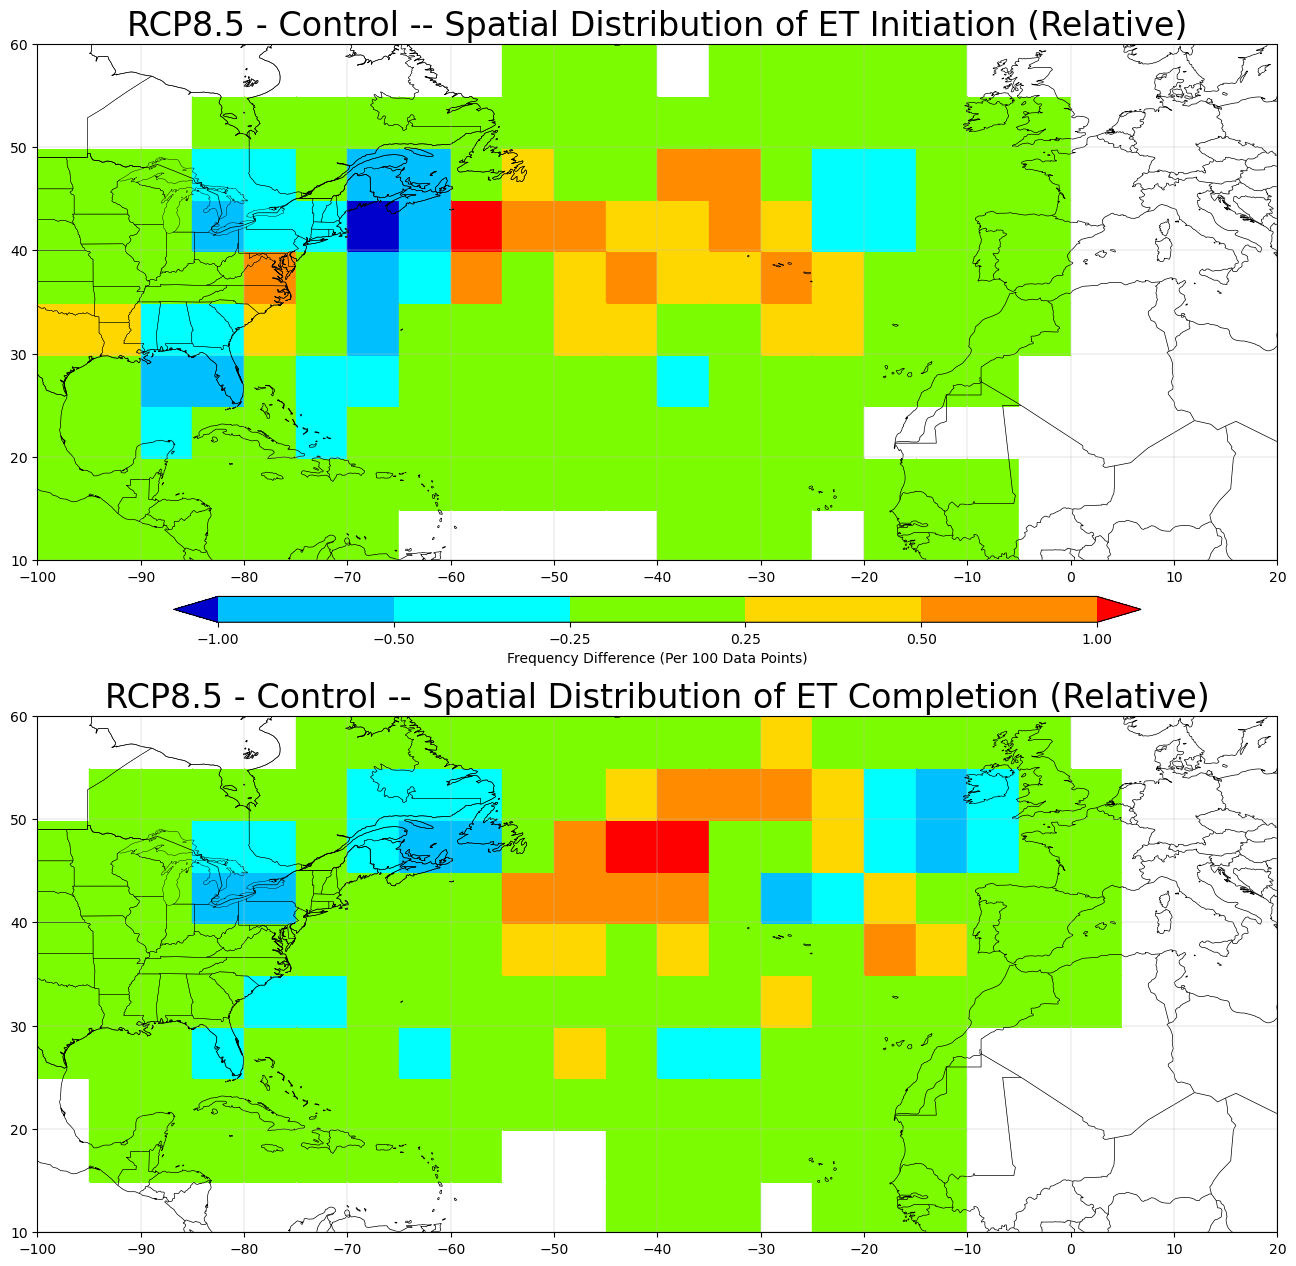 RCP8.5 - Control -- Spatial Distribution of ET Initiation (Relative)
60
50
40
30
20
10
−100 −90 −80 −70 −60 −50 −40 −30 −20 −10 0 10 20
−1.00 −0.50 −0.25 0.25 0.50 1.00
Frequency Difference (Per 100 Data Points)
RCP8.5 - Control -- Spatial Distribution of ET Completion (Relative)
60
50
40
30
20
10
−100 −90 −80 −70 −60 −50 −40 −30 −20 −10 0 10 20